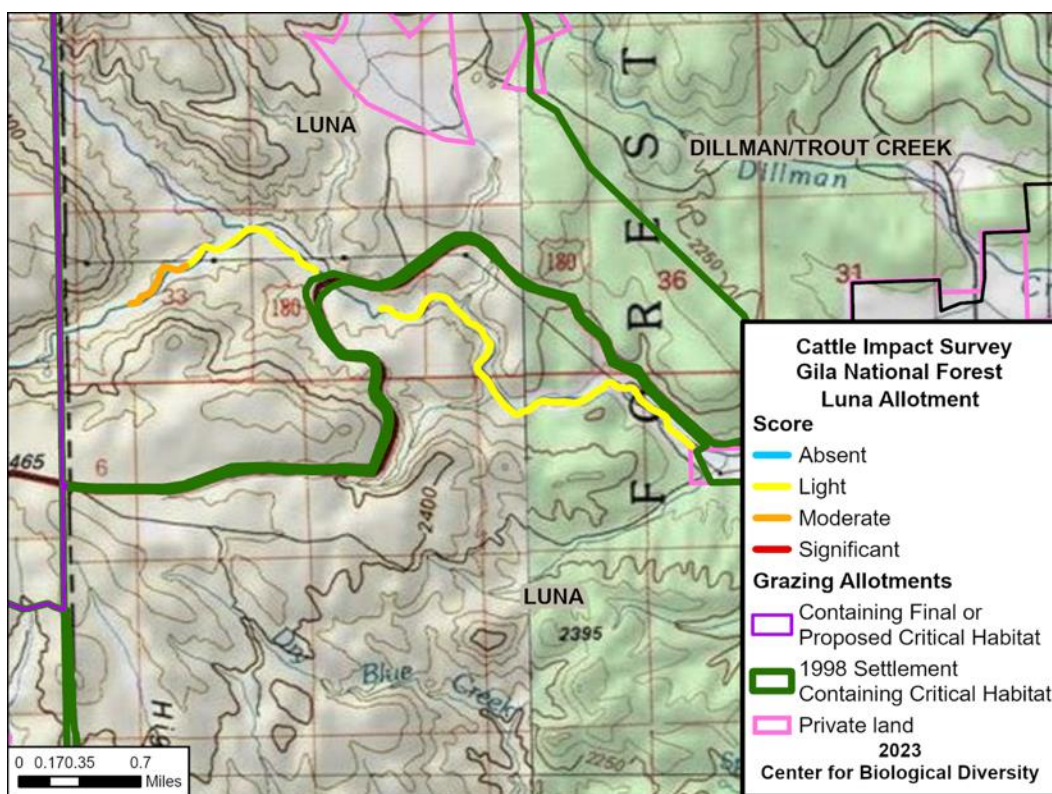 LUNA
DILLMAN/TROUT CREEK
Dillman
FOREST
2250
180
36
31
33
180
465
6
2400
LUNA
2395
Dry
Blue
Creek
2250
Cattle Impact Survey
Gila National Forest
Luna Allotment
Score
Absent
Light
Moderate
Significant
Grazing Allotments
Containing Final or
Proposed Critical Habitat
1998 Settlement
Containing Critical Habitat
Private land
2023
Center for Biological Diversity
0 0.170.35 0.7
Miles